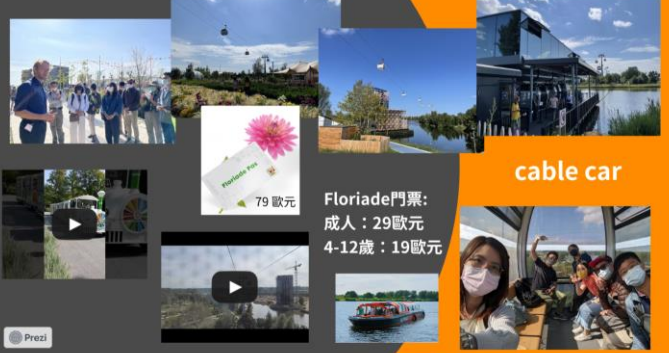 Floriade Pas
79 歐元
Floriade門票:
成人：29歐元
4-12歲：19歐元
cable car
Prezi